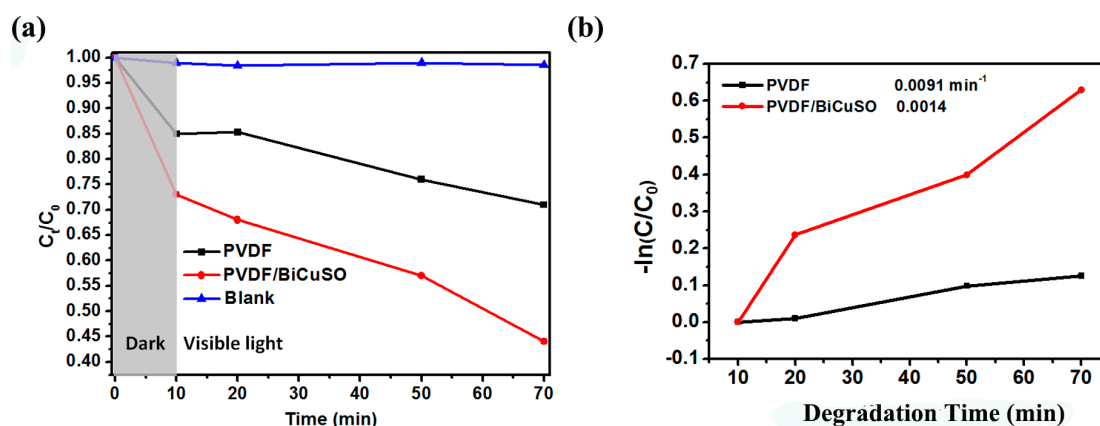 (a)
1.00
0.95
0.90
0.85
0.80
0.75
0.70
0.65
0.60
0.55
0.50
0.45
0.40
Ct/C0
PVDF
PVDF/BiCuSO
Blank
Dark Visible light
0 10 20 30 40 50 60 70
Time (min)
(b)
0.7
0.6
0.5
0.4
0.3
0.2
0.1
0.0
-0.1
-ln(C/C0)
PVDF 0.0091 min-1
PVDF/BiCuSO 0.0014
10 20 30 40 50 60 70
Degradation Time (min)